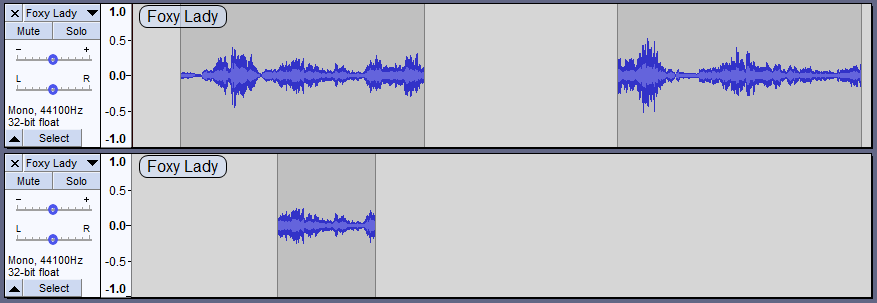 × Foxy Lady ▼
Mute Solo
- +
L R
Mono, 44100Hz
32-bit float
▲ Select
1.0
0.5
0.0-
-0.5
-1.0
Foxy Lady
× Foxy Lady ▼
Mute Solo
- +
L R
Mono, 44100Hz
32-bit float
▲ Select
1.0
0.5
0.0-
-0.5
-1.0
Foxy Lady